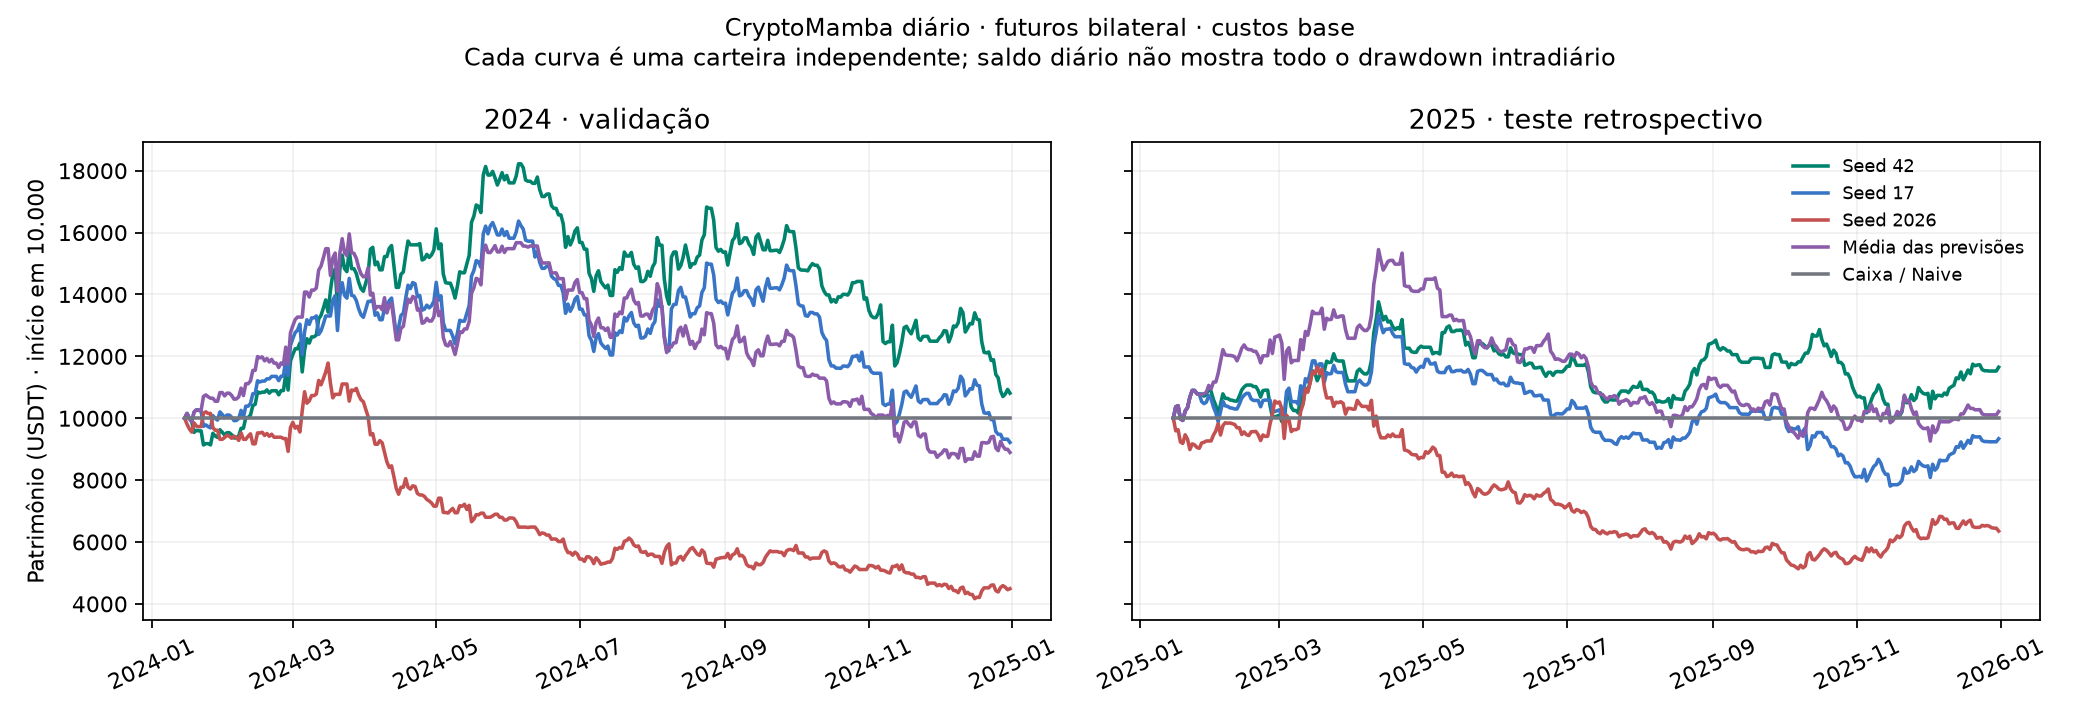 CryptoMamba diário · futuros bilateral · custos base
Cada curva é uma carteira independente; saldo diário não mostra todo o drawdown intradiário
2024 · validação
Patrimônio (USDT) · início em 10.000
18000
16000
14000
12000
10000
8000
6000
4000
2024-01
2024-03
2024-05
2024-07
2024-09
2024-11
2025-01
2025 · teste retrospectivo
Seed 42
Seed 17
Seed 2026
Média das previsões
Caixa / Naive
2025-01
2025-03
2025-05
2025-07
2025-09
2025-11
2026-01